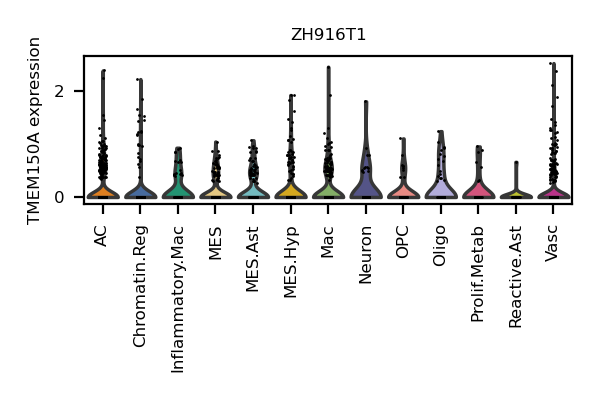 ZH916T1
TMEM150A expression
2
0
AC
Chromatin.Reg
Inflammatory.Mac
MES
MES.Ast
MES.Hyp
Mac
Neuron
OPC
Oligo
Prolif.Metab
Reactive.Ast
Vasc